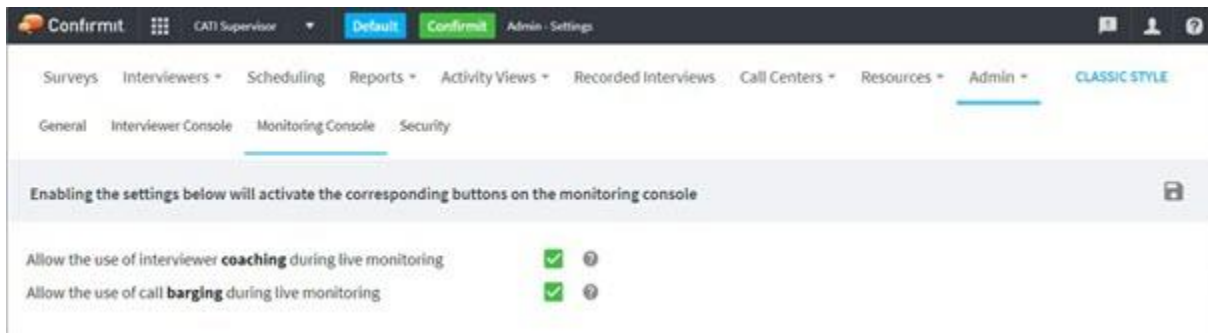 Confirmit CATI Supervisor Default Confirmit Admin - Settings
Surveys Interviewers Scheduling Reports Activity Views Recorded Interviews Call Centers Resources Admin CLASSIC STYLE
General Interviewer Console Monitoring Console Security
Enabling the settings below will activate the corresponding buttons on the monitoring console
Allow the use of interviewer coaching during live monitoring
Allow the use of call barging during live monitoring